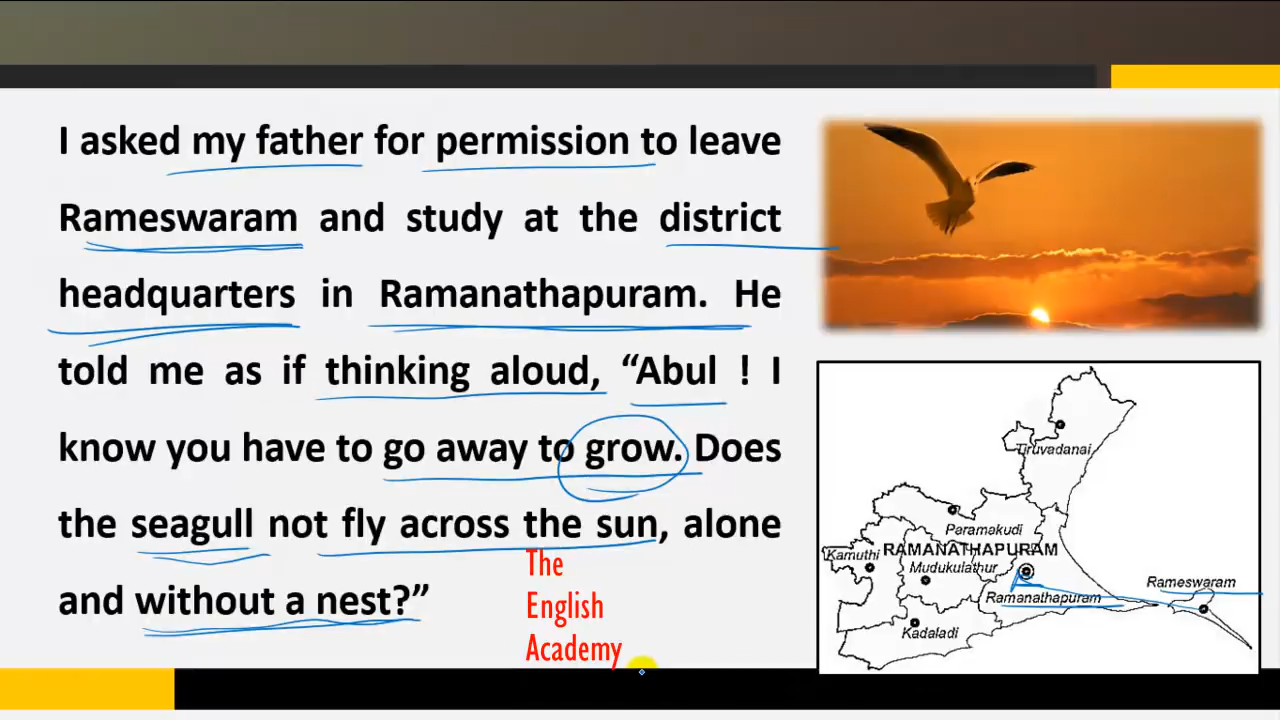 I asked my father for permission to leave
Rameswaram and study at the district
headquarters in Ramanathapuram. He
told me as if thinking aloud, “Abul ! I
know you have to go away to grow. Does
the seagull not fly across the sun, alone
and without a nest?”
The
English
Academy
Tiruvadanai
Paramakudi
RAMANATHAPURAM
Kamuthi
Mudukulathur
Rameswaram
Ramanathapuram
Kadaladi